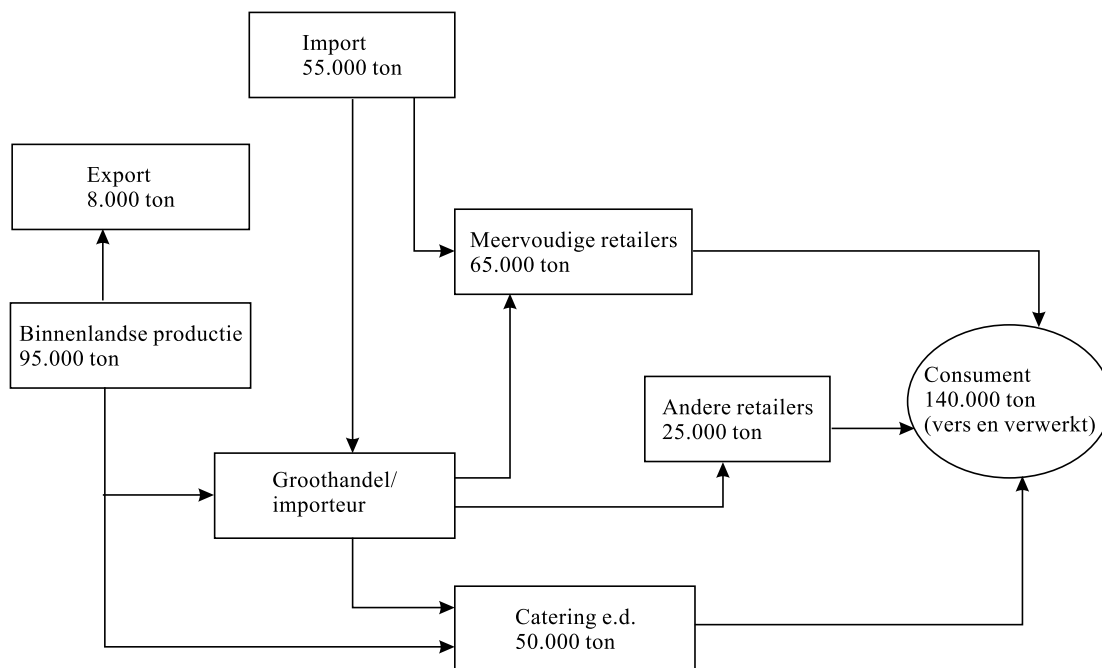 Import
55.000 ton
Export
8.000 ton
Meervoudige retailers
65.000 ton
Binnenlandse productie
95.000 ton
Consument
140.000 ton
(vers en verwerkt)
Andere retailers
25.000 ton
Groothandel/
importeur
Catering e.d.
50.000 ton